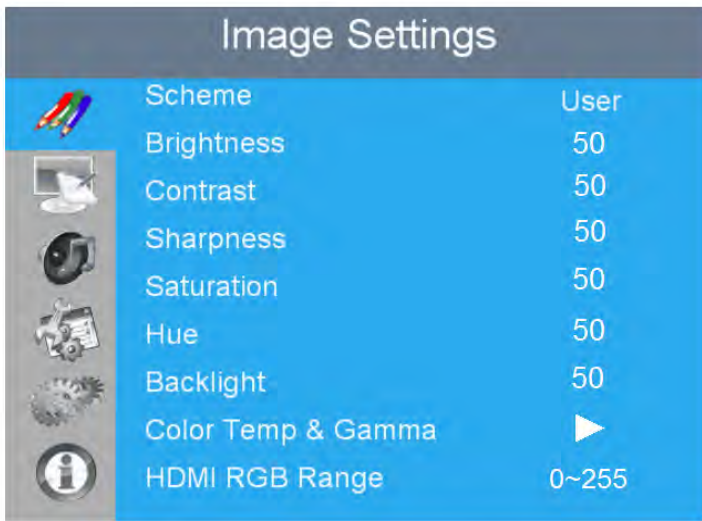 Image Settings
Scheme User
Brightness 50
Contrast 50
Sharpness 50
Saturation 50
Hue 50
Backlight 50
Color Temp & Gamma
HDMI RGB Range 0~255